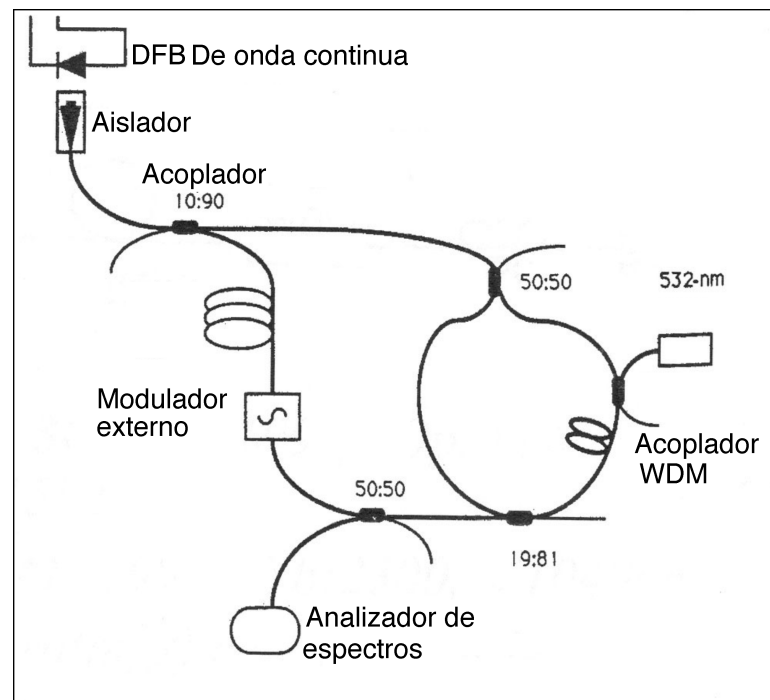 DFB De onda continua
Aislador
Acoplador
10:90
50:50
532-nm
Modulador
externo
Acoplador
WDM
50:50
19:81
Analizador de
espectros